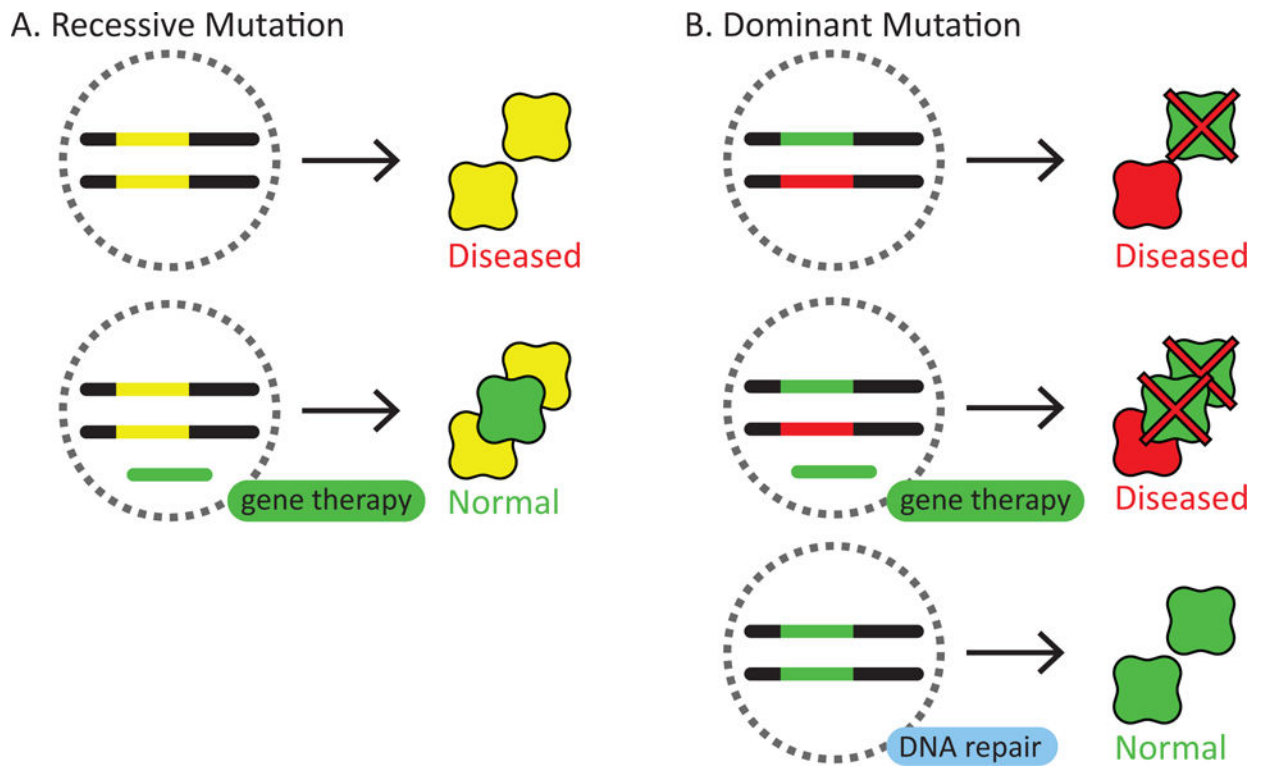 A. Recessive Mutation
Diseased
gene therapy
Normal
B. Dominant Mutation
Diseased
gene therapy
Diseased
DNA repair
Normal